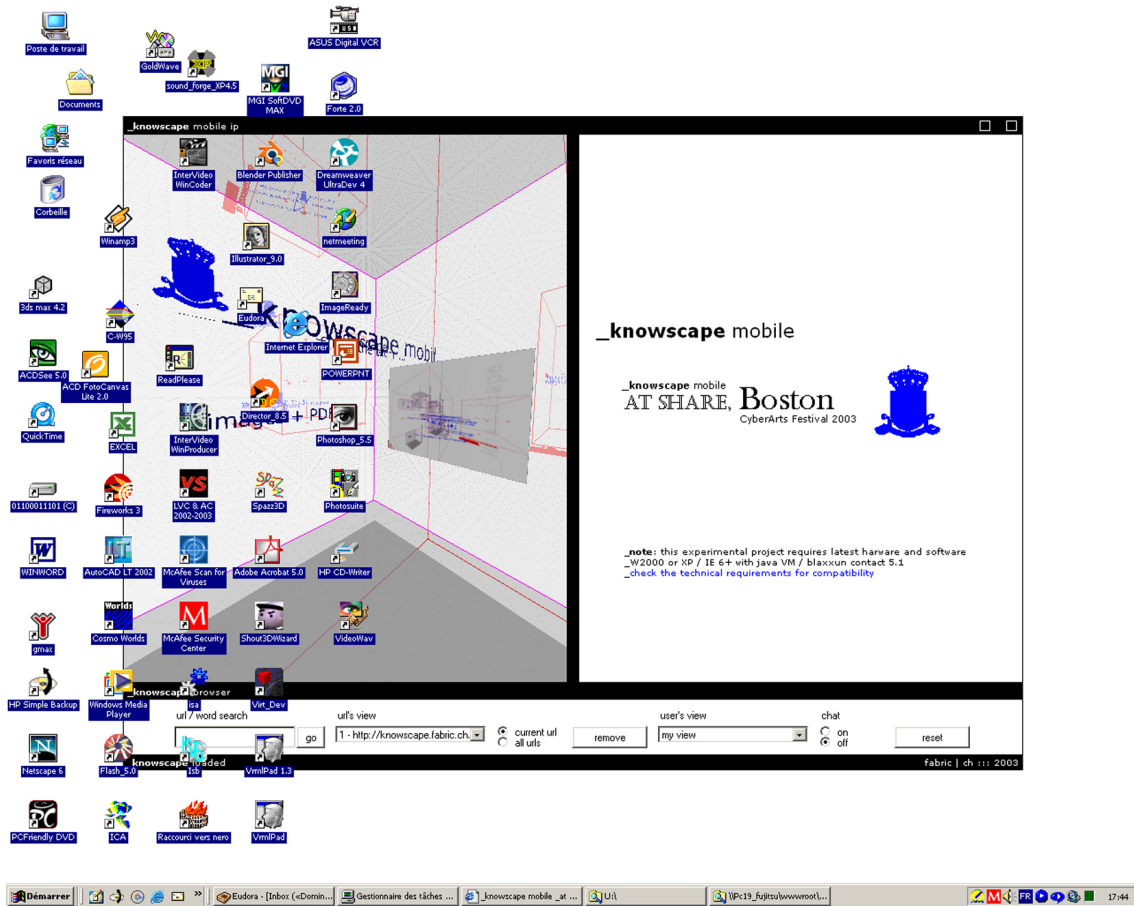 ASUS Digital VCR
Poste de travail
GoldWave
sound_forge_XP4.5
MGI SoftDVD
MAX
Forte 2.0
Documents
_knowscape mobile ip
Favoris réseau
InterVideo
WinCoder
Blender Publisher
Dreamweaver
UltraDev 4
Corbeille
Winamp3
netmeeting
Illustrator_9.0
3ds max 4.2
Eudora
ImageReady
C-W95
_knowscape mobil
Internet Explorer
POWERPNT
ACDSee 5.0
ACD FotoCanvas
Lite 2.0
ReadPlease
QuickTime
EXCEL
InterVideo
WinProducer
Director_8.5
images + PDF
Photoshop_5.5
_knowscape mobile
_knowscape mobile
AT SHARE, Boston
CyberArts Festival 2003
01100011101 (C)
Fireworks 3
LVC & AC
2002-2003
Spazz3D
Photosuite
WINWORD
AutoCAD LT 2002
McAfee Scan for
Viruses
Adobe Acrobat 5.0
HP CD-Writer
_note: this experimental project requires latest harware and software
_W2000 or XP / IE 6+ with java VM / blaxxun contact 5.1
_check the technical requirements for compatibility
gmax
Worlds
Cosmo Worlds
McAfee Security
Center
Shout3DWizard
VideoWav
HP Simple Backup
Windows Media
Player
isa
Virt_Dev
_knowscape browser
url / word search
url's view
user's view
chat
go
1 - http://knowscape.fabric.ch.
current url
all urls
remove
my view
on
off
reset
Netscape 6
Flash_5.0
Isb
VrmlPad 1.3
knowscape loaded
fabric | ch ::: 2003
PCFriendly DVD
ICA
Raccourci vers nero
VrmlPad
Démarrer
Eudora - [Inbox («Domin...
Gestionnaire des tâches ...
_knowscape mobile _at ...
U:\
\\Pc19_fujitsu\wwwroot\...
FR
17:44